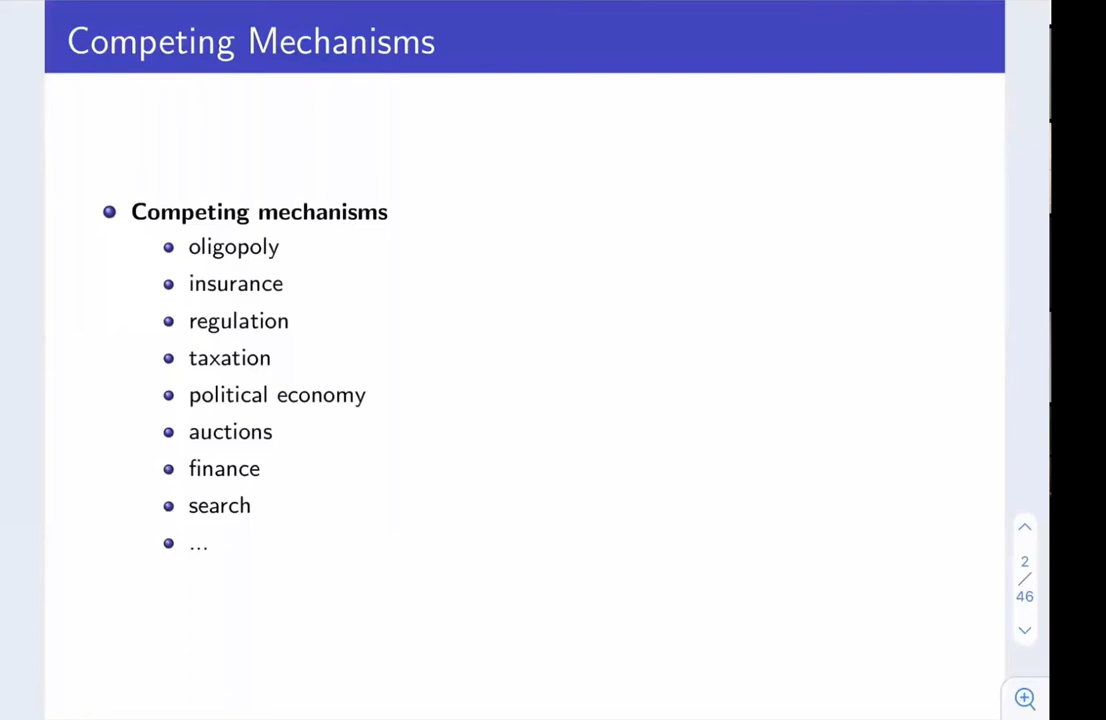 Competing Mechanisms
Competing mechanisms
oligopoly
insurance
regulation
taxation
political economy
auctions
finance
search
...
2
/
46